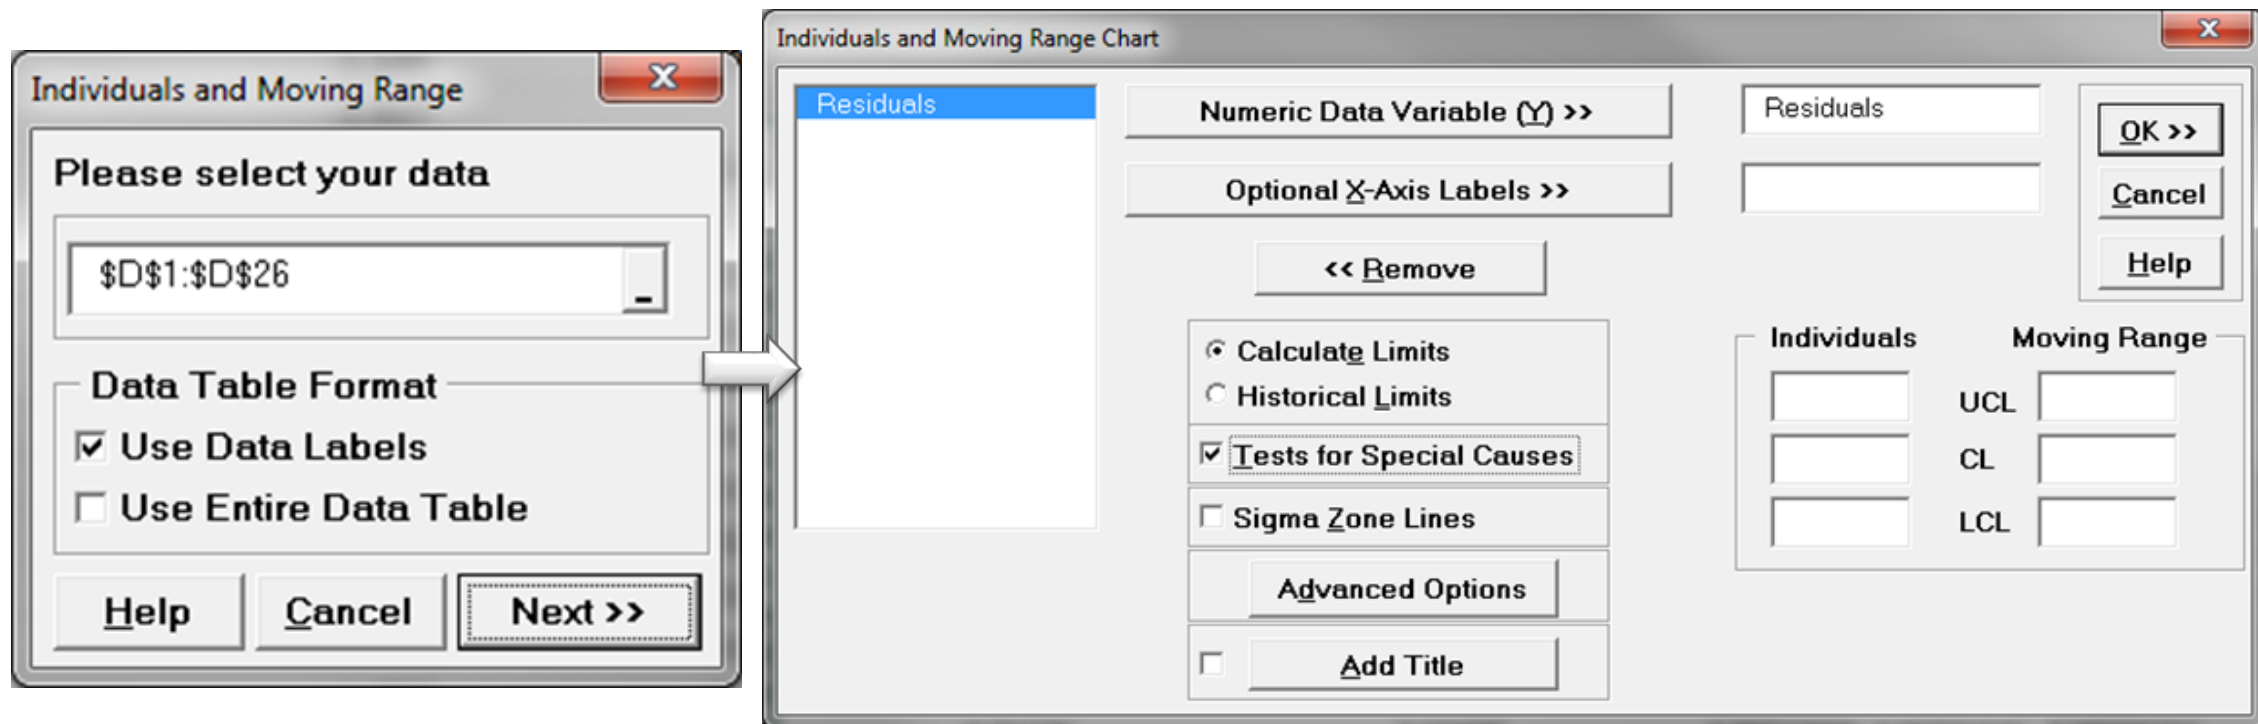 Individuals and Moving Range
Please select your data
$D$1:$D$26
Data Table Format
Use Data Labels
Use Entire Data Table
Help
Cancel
Next >>
Individuals and Moving Range Chart
Residuals
Numeric Data Variable (Y) >>
Residuals
OK >>
Optional X-Axis Labels >>
Cancel
<< Remove
Help
Calculate Limits
Historical Limits
Tests for Special Causes
Sigma Zone Lines
Advanced Options
Add Title
Individuals
Moving Range
UCL
CL
LCL